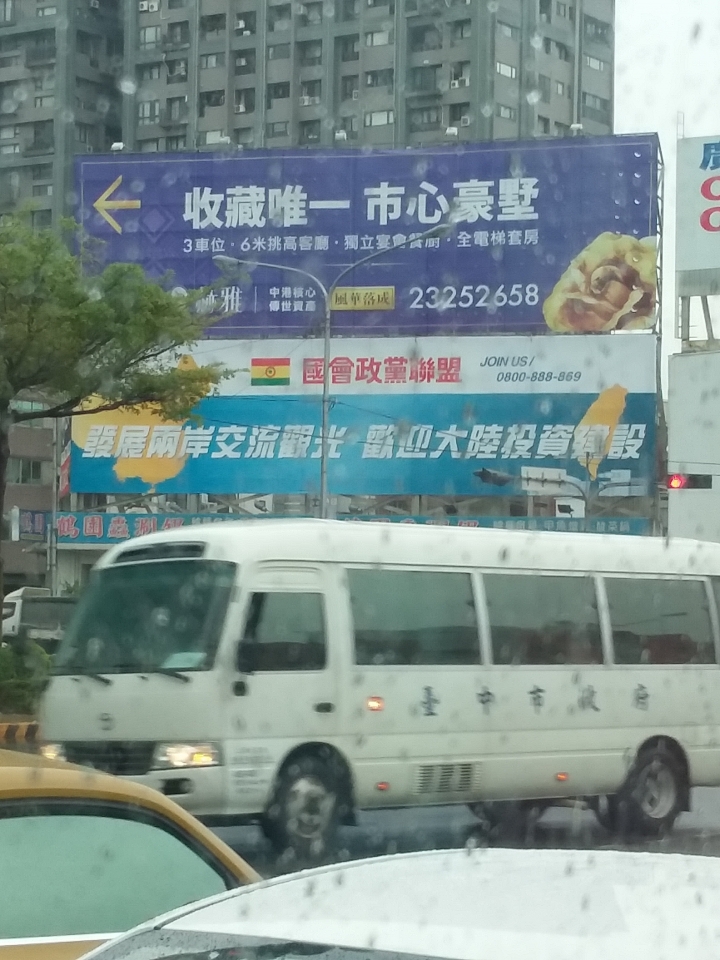 收藏唯一 市心豪墅
3車位·6米挑高客廳·獨立宴會餐廚·全電梯套房
雅 中港核心 傳世資產 風華落成 23252658
國會政黨聯盟 JOIN US/
0800-888-869
發展兩岸交流觀光 歡迎大陸投資建設
臺中市政府